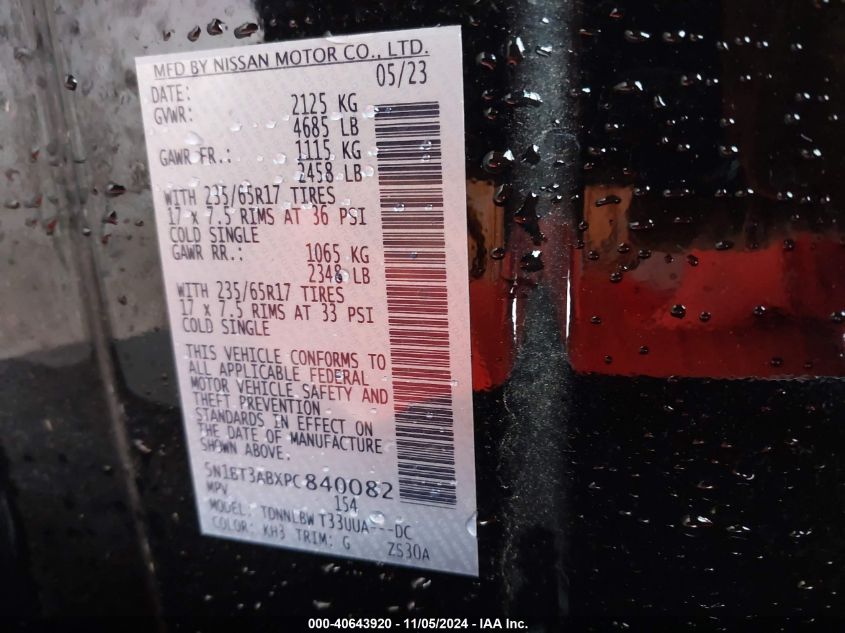 MFD BY NISSAN MOTOR CO., LTD.
DATE: 05/23
GVWR: 2125 KG
4685 LB
GAWR FR.: 1115 KG
2458 LB
WITH 235/65R17 TIRES
17 x 7.5 RIMS AT 36 PSI
COLD SINGLE
GAWR RR.: 1065 KG
2348 LB
WITH 235/65R17 TIRES
17 x 7.5 RIMS AT 33 PSI
COLD SINGLE
THIS VEHICLE CONFORMS TO
ALL APPLICABLE FEDERAL
MOTOR VEHICLE SAFETY AND
THEFT PREVENTION
STANDARDS IN EFFECT ON
THE DATE OF MANUFACTURE
SHOWN ABOVE.
5N1BT3ABXPC840082
MPV 154
MODEL: TDNNLBW T33UUA---DC
COLOR: KH3 TRIM: G ZS30A
000-40643920 - 11/05/2024 - IAA Inc.